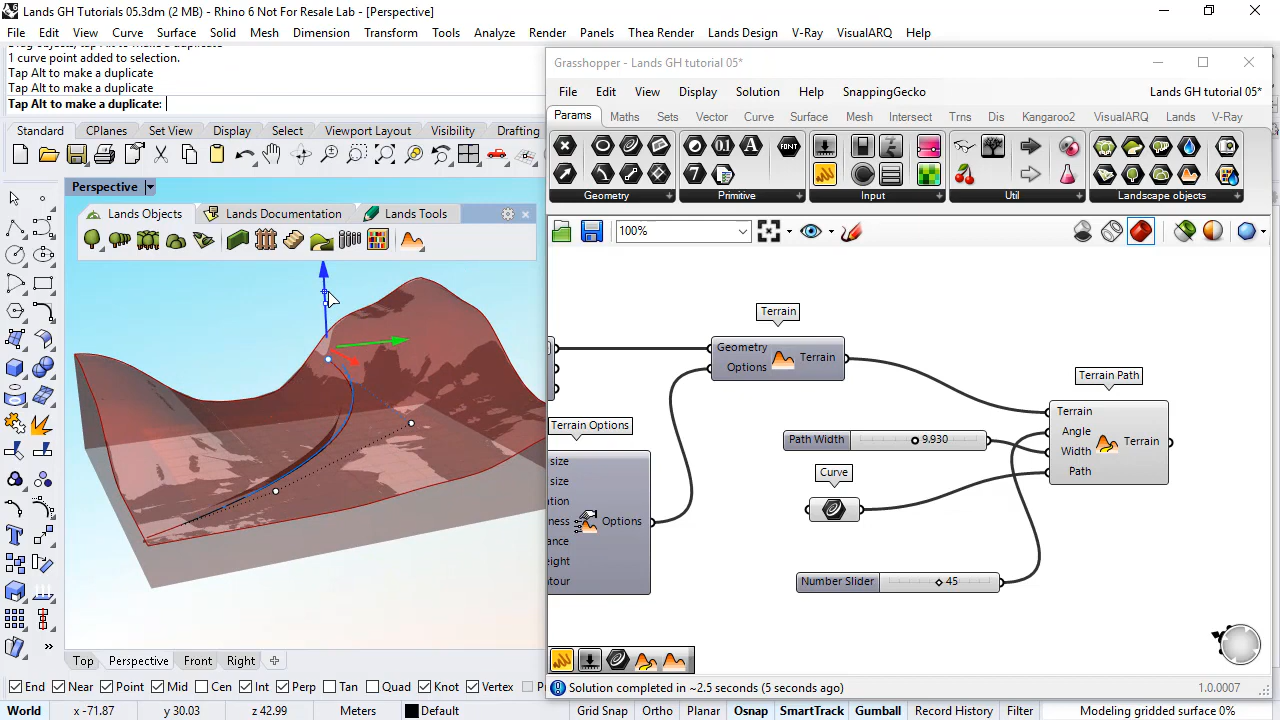 Lands GH Tutorials 05.3dm (2 MB) - Rhino 6 Not For Resale Lab - [Perspective]
File Edit View Curve Surface Solid Mesh Dimension Transform Tools Analyze Render Panels Thea Render Lands Design V-Ray VisualARQ Help
1 curve point added to selection.
Tap Alt to make a duplicate
Tap Alt to make a duplicate
Tap Alt to make a duplicate:
Standard CPlanes Set View Display Select Viewport Layout Visibility Drafting
Perspective
Lands Objects Lands Documentation Lands Tools
Grasshopper - Lands GH tutorial 05*
File Edit View Display Solution Help SnappingGecko Lands GH tutorial 05*
Params Maths Sets Vector Curve Surface Mesh Intersect Trns Dis Kangaroo2 VisualARQ Lands V-Ray
Geometry Primitive Input Util Landscape objects
100%
Terrain
Geometry
Options
Terrain
Terrain Options
size
size
ation
ness
Options
ance
eight
tour
Path Width 9.930
Curve
Number Slider 45
Terrain Path
Terrain
Angle
Width
Path
Terrain
Solution completed in ~2.5 seconds (5 seconds ago) 1.0.0007
Top Perspective Front Right
End Near Point Mid Cen Int Perp Tan Quad Knot Vertex
World x -71.87 y 30.03 z 42.99 Meters Default Grid Snap Ortho Planar Osnap SmartTrack Gumball Record History Filter Modeling gridded surface 0%